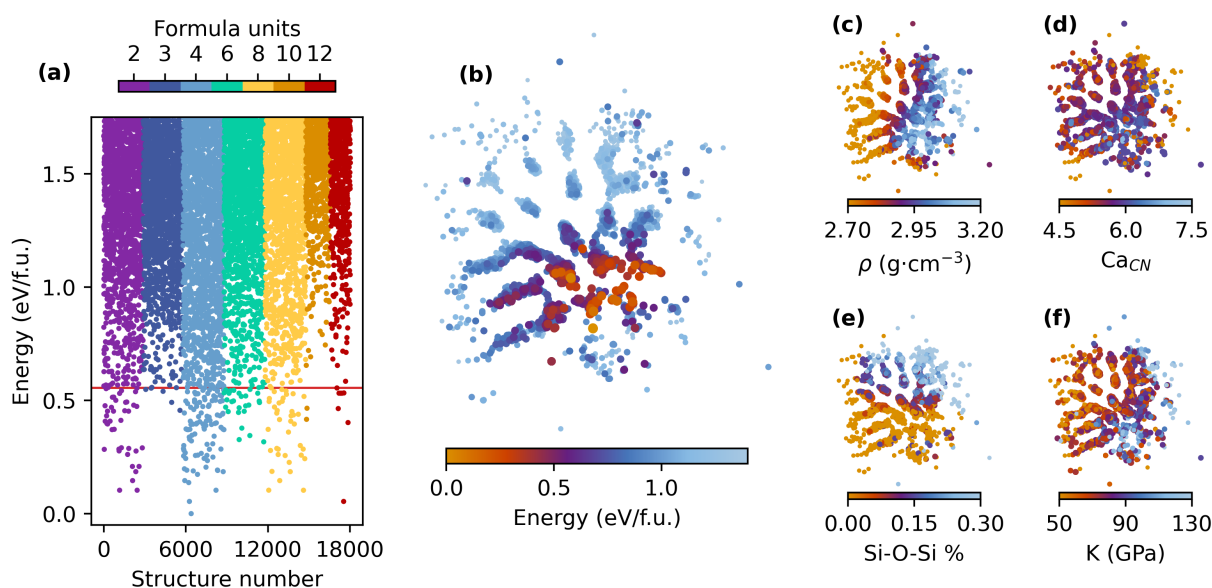 Formula units
2 3 4 6 8 10 12
(a)
1.5
1.0
0.5
0.0
Energy (eV/f.u.)
0 6000 12000 18000
Structure number
(b)
0.0 0.5 1.0
Energy (eV/f.u.)
(c)
2.70 2.95 3.20
ρ (g·cm⁻³)
(d)
4.5 6.0 7.5
Ca_CN
(e)
0.00 0.15 0.30
Si-O-Si %
(f)
50 90 130
K (GPa)